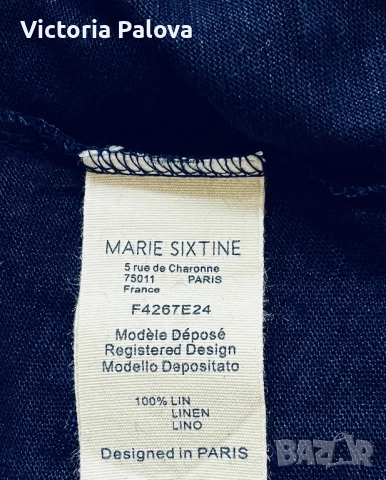 Victoria Palova
MARIE SIXTINE
5 rue de Charonne
75011 PARIS
France
F4267E24
Modèle Déposé
Registered Design
Modello Depositato
100% LIN
LINEN
LINO
Designed in PARIS
BAZAR